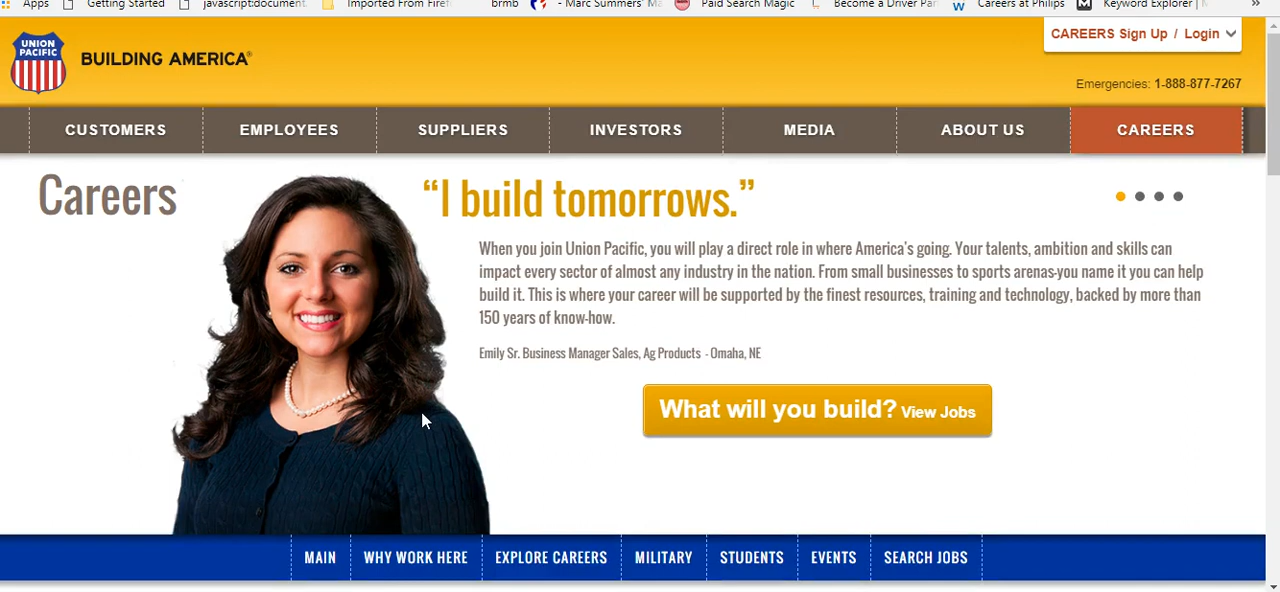 Apps Getting Started javascript:document. Imported From Firef brmb - Marc Summers' Ma Paid Search Magic Become a Driver Par Careers at Philips Keyword Explorer | M »
CAREERS Sign Up / Login
UNION PACIFIC
BUILDING AMERICA®
Emergencies: 1-888-877-7267
CUSTOMERS EMPLOYEES SUPPLIERS INVESTORS MEDIA ABOUT US CAREERS
Careers
“I build tomorrows.”
When you join Union Pacific, you will play a direct role in where America’s going. Your talents, ambition and skills can
impact every sector of almost any industry in the nation. From small businesses to sports arenas-you name it you can help
build it. This is where your career will be supported by the finest resources, training and technology, backed by more than
150 years of know-how.
Emily Sr. Business Manager Sales, Ag Products - Omaha, NE
What will you build? View Jobs
MAIN WHY WORK HERE EXPLORE CAREERS MILITARY STUDENTS EVENTS SEARCH JOBS